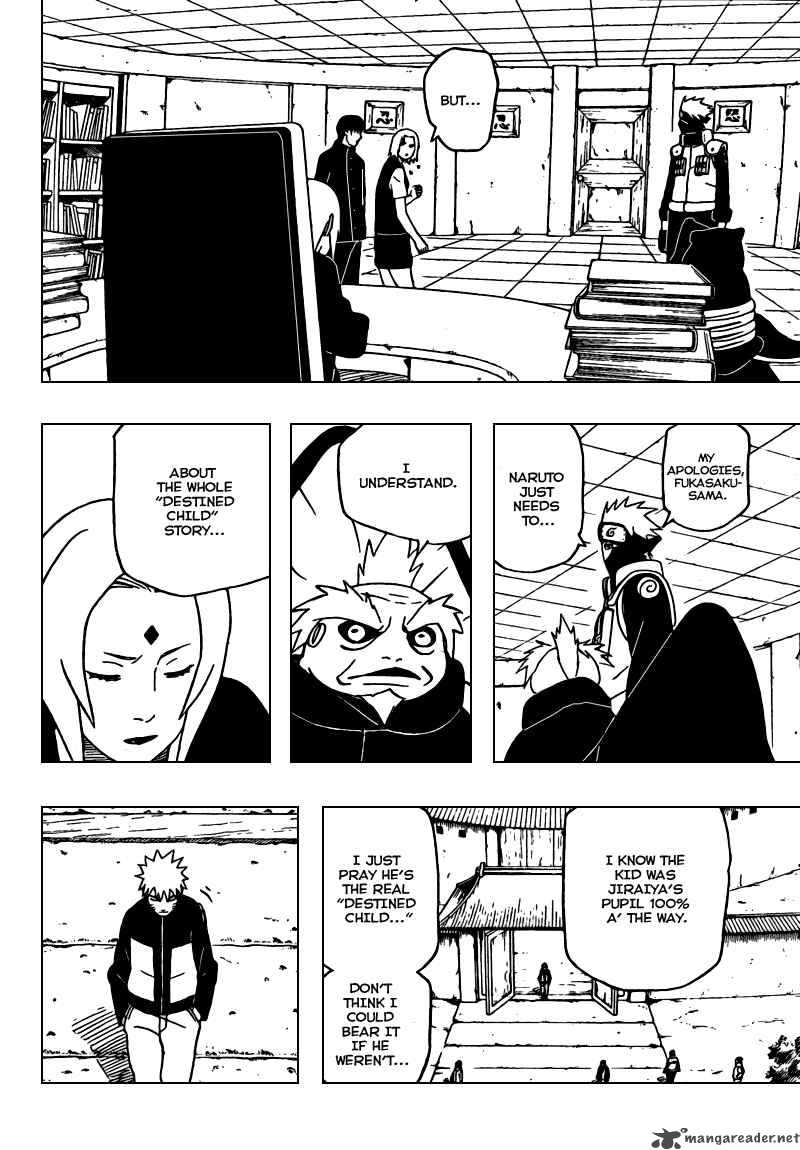 BUT...
MY
APOLOGIES,
FUKASAKU-
SAMA.
NARUTO
JUST
NEEDS
TO...
I
UNDERSTAND.
ABOUT
THE WHOLE
"DESTINED
CHILD"
STORY...
I KNOW THE
KID WAS
JIRAIYA'S
PUPIL 100%
A' THE WAY.
I JUST
PRAY HE'S
THE REAL
"DESTINED
CHILD..."
DON'T
THINK I
COULD
BEAR IT
IF HE
WEREN'T...
mangareader.net